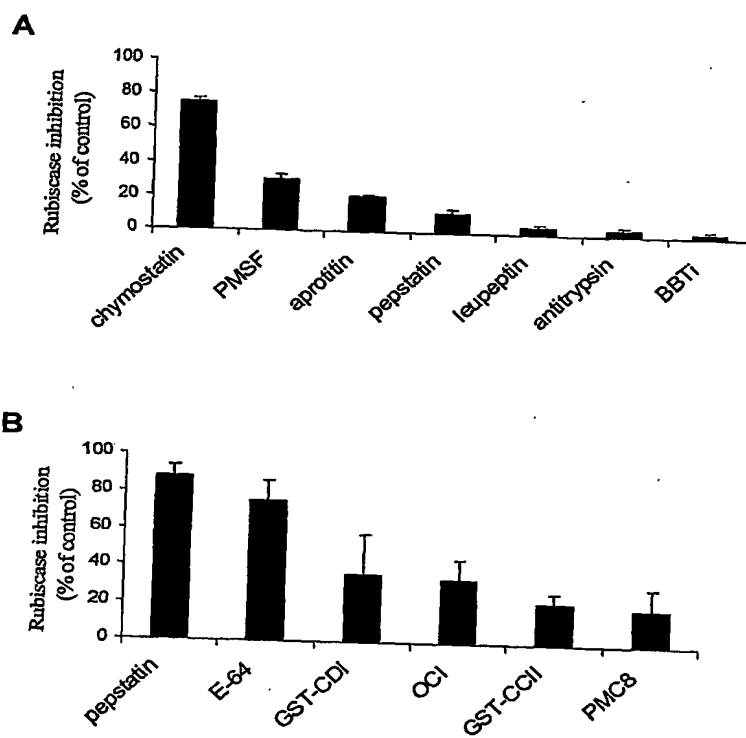 A
Rubiscase inhibition
(% of control)
100
80
60
40
20
0
chymostatin
PMSF
aprotitin
pepstatin
leupeptin
antitrypsin
BBTi
B
Rubiscase inhibition
(% of control)
100
80
60
40
20
0
pepstatin
E-64
GST-CDI
OCI
GST-CCII
PMC8